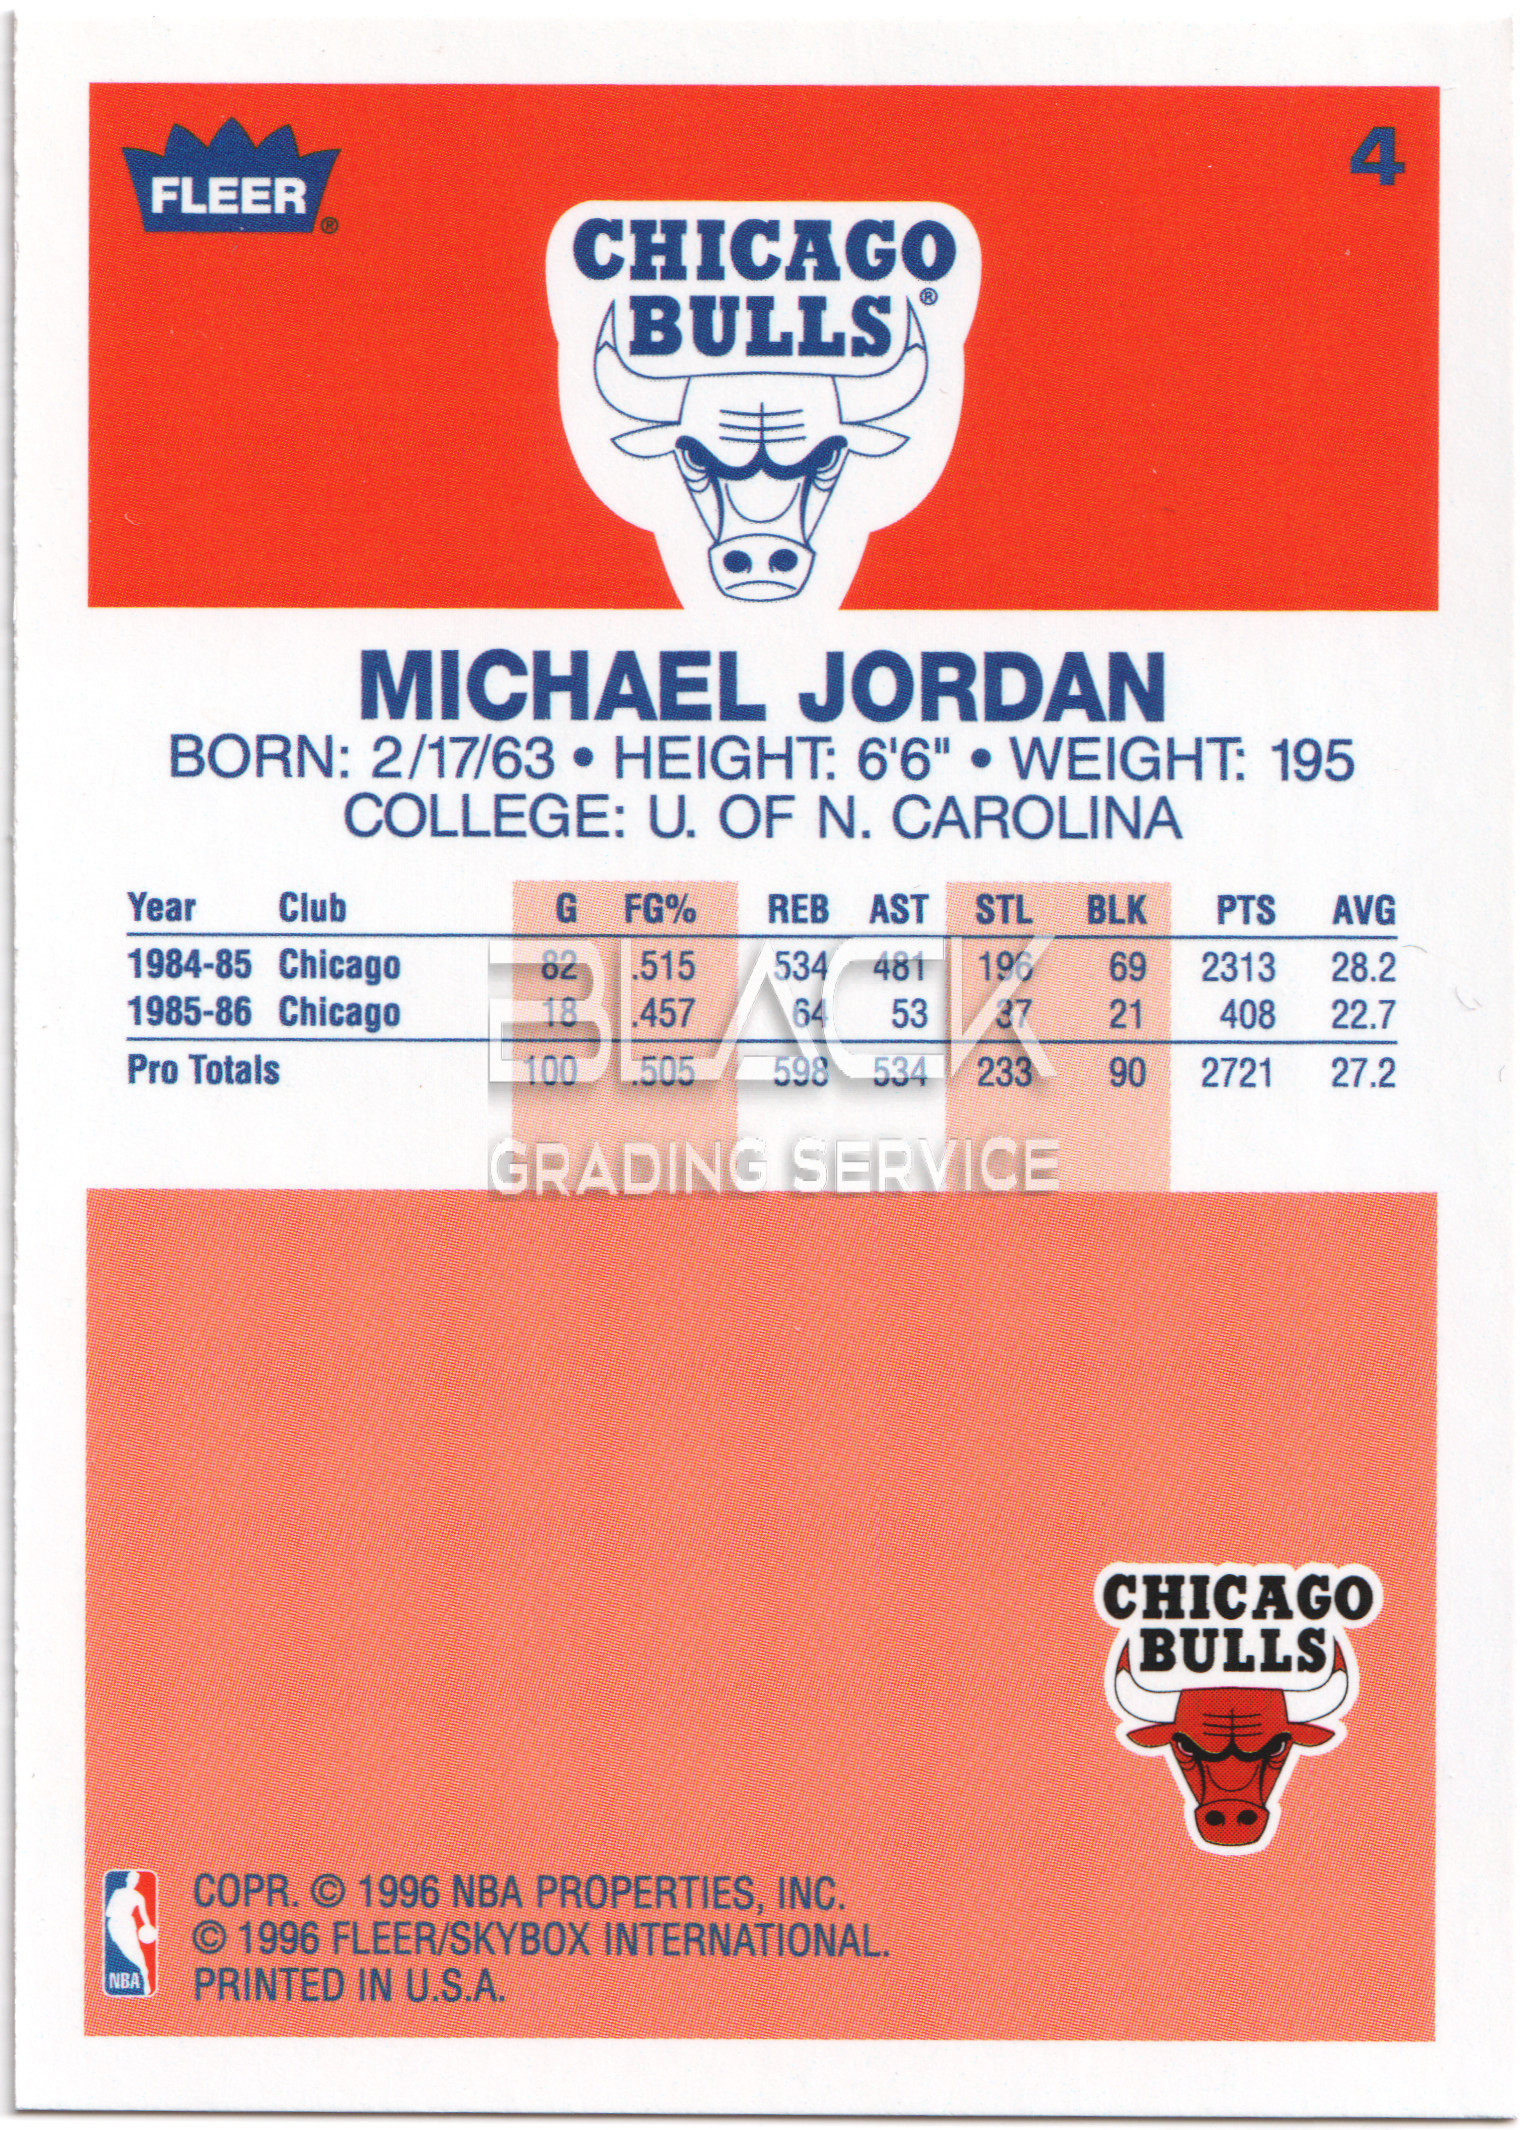 FLEER®
4
CHICAGO
BULLS®
MICHAEL JORDAN
BORN: 2/17/63 • HEIGHT: 6'6" • WEIGHT: 195
COLLEGE: U. OF N. CAROLINA
Year Club G FG% REB AST STL BLK PTS AVG
1984-85 Chicago 82 .515 534 481 196 69 2313 28.2
1985-86 Chicago 18 .457 64 53 37 21 408 22.7
Pro Totals 100 .505 598 534 233 90 2721 27.2
BLACK
GRADING SERVICE
CHICAGO
BULLS
NBA
COPR. © 1996 NBA PROPERTIES, INC.
© 1996 FLEER/SKYBOX INTERNATIONAL.
PRINTED IN U.S.A.